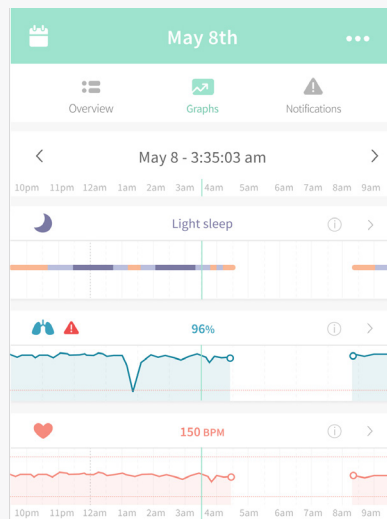 May 8th
Overview Graphs Notifications
May 8 - 3:35:03 am
10pm 11pm 12am 1am 2am 3am 4am 5am 6am 7am 8am 9am
Light sleep
96%
150 BPM
10pm 11pm 12am 1am 2am 3am 4am 5am 6am 7am 8am 9am